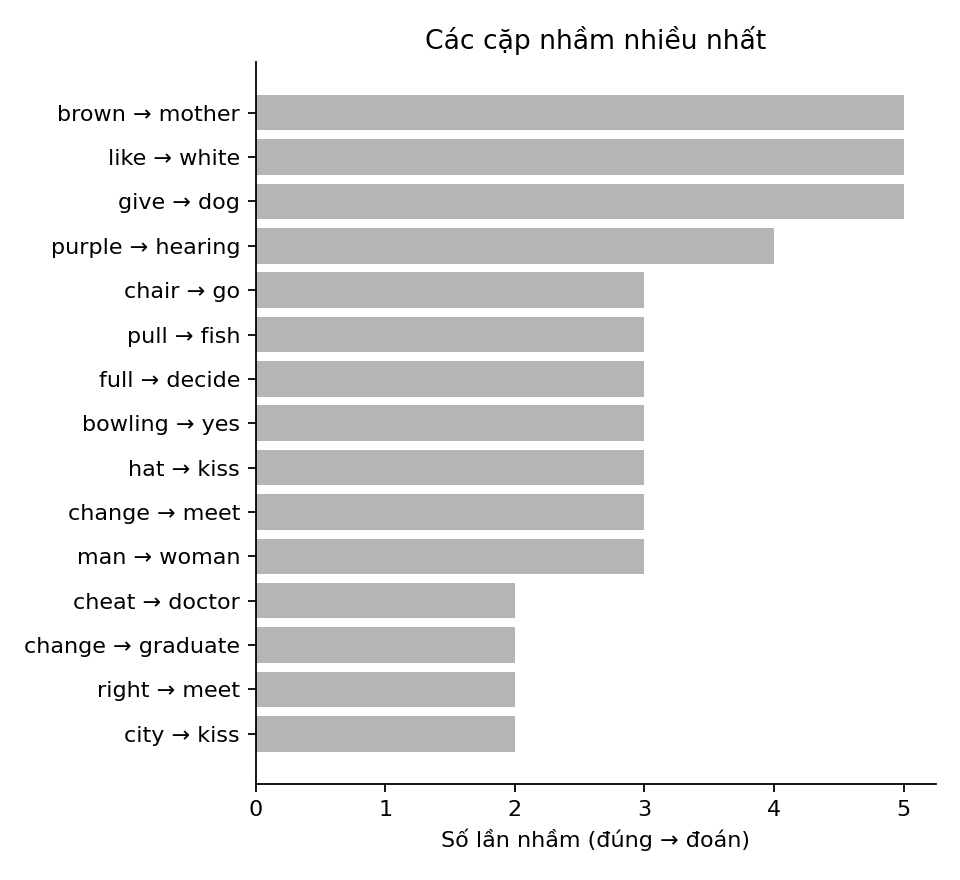 Các cặp nhầm nhiều nhất
brown → mother
like → white
give → dog
purple → hearing
chair → go
pull → fish
full → decide
bowling → yes
hat → kiss
change → meet
man → woman
cheat → doctor
change → graduate
right → meet
city → kiss
0 1 2 3 4 5
Số lần nhầm (đúng → đoán)